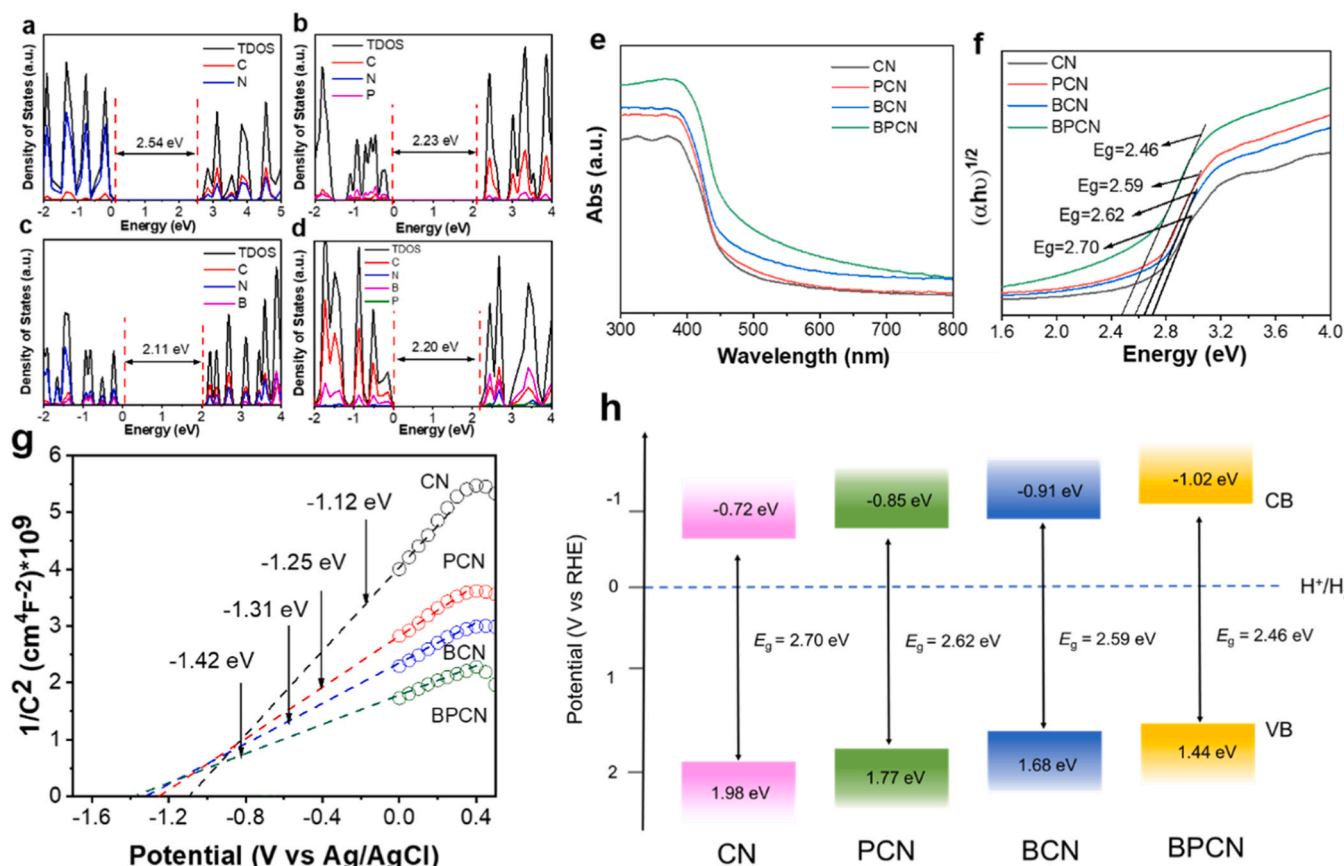 a
TDOS
C
N
2.54 eV
Density of States (a.u.)
-2 -1 0 1 2 3 4 5
Energy (eV)
b
TDOS
C
N
P
2.23 eV
Density of States (a.u.)
-2 -1 0 1 2 3 4
Energy (eV)
c
TDOS
C
N
B
2.11 eV
Density of States (a.u.)
-2 -1 0 1 2 3 4
Energy (eV)
d
TDOS
C
N
B
P
2.20 eV
Density of States (a.u.)
-2 -1 0 1 2 3 4
Energy (eV)
e
CN
PCN
BCN
BPCN
Abs (a.u.)
300 400 500 600 700 800
Wavelength (nm)
f
CN
PCN
BCN
BPCN
Eg=2.46
Eg=2.59
Eg=2.62
Eg=2.70
(αhυ)1/2
1.6 2.0 2.4 2.8 3.2 3.6 4.0
Energy (eV)
g
6
5
4
3
2
1
0
1/C2 (cm4F-2)*109
CN
-1.12 eV
PCN
-1.25 eV
-1.31 eV
BCN
-1.42 eV
BPCN
-1.6 -1.2 -0.8 -0.4 0.0 0.4
Potential (V vs Ag/AgCl)
h
Potential (V vs RHE)
-1
0
1
2
-0.72 eV -0.85 eV -0.91 eV -1.02 eV CB
H+/H
Eg = 2.70 eV Eg = 2.62 eV Eg = 2.59 eV Eg = 2.46 eV
1.98 eV 1.77 eV 1.68 eV 1.44 eV VB
CN PCN BCN BPCN